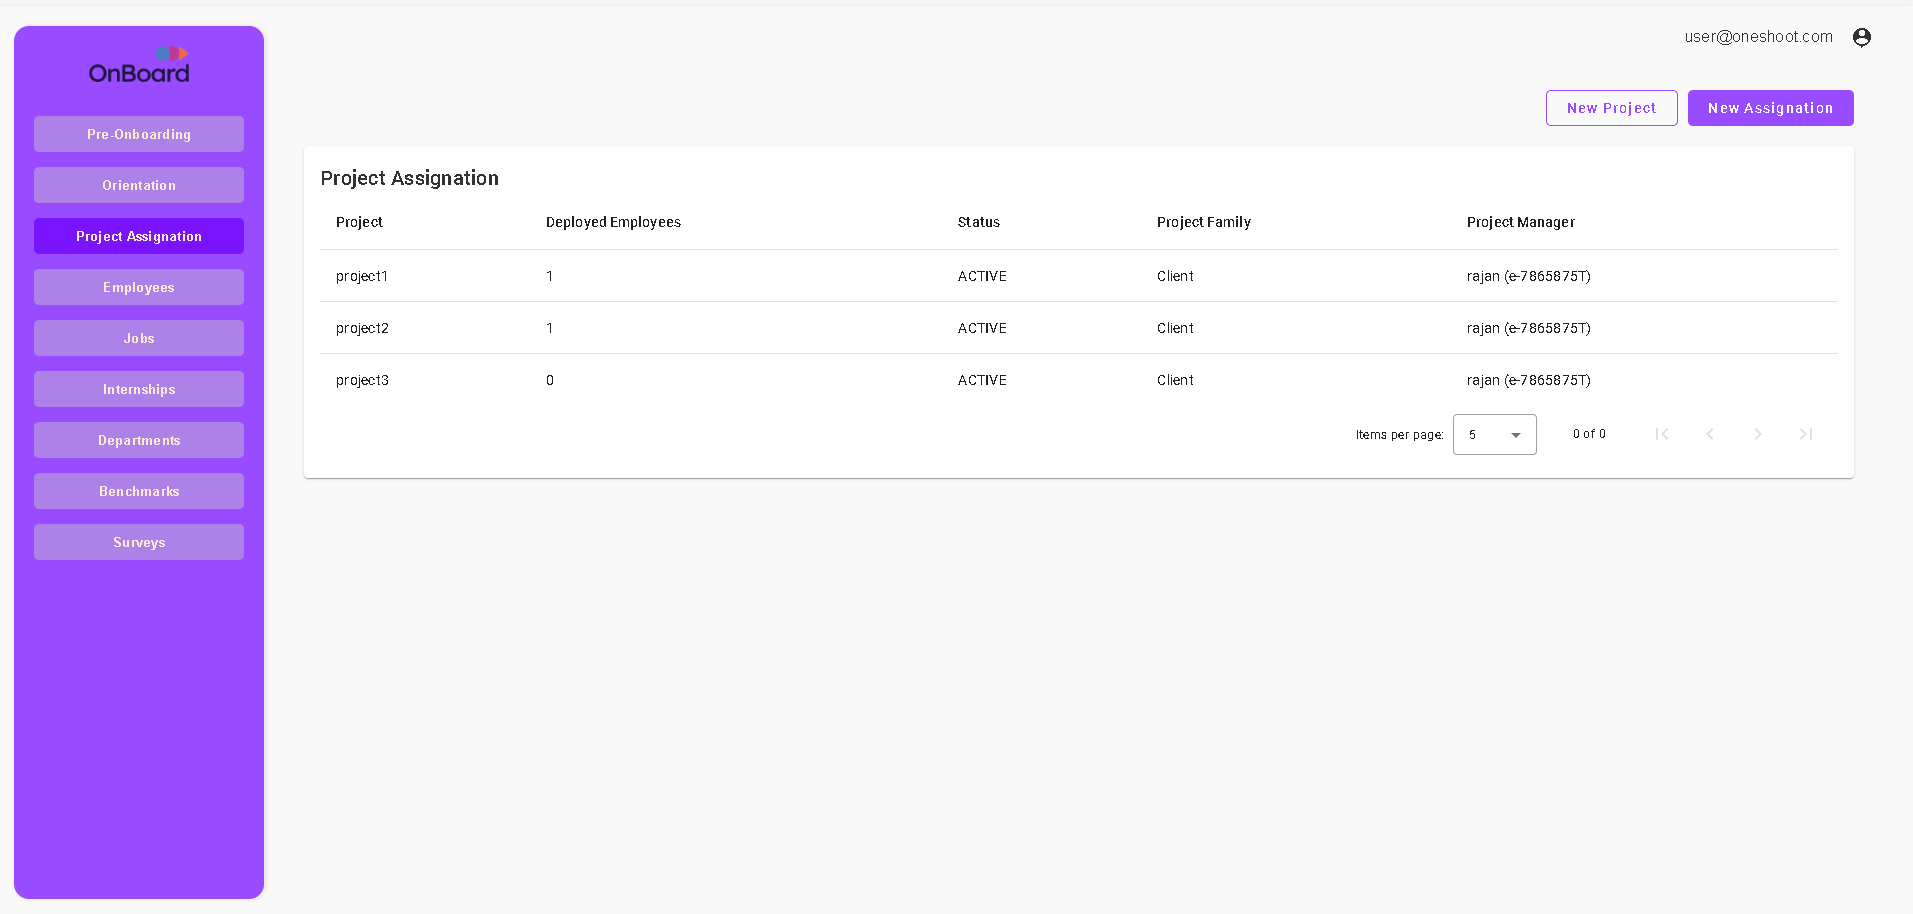 OnBoard
Pre-Onboarding
Orientation
Project Assignation
Employees
Jobs
Internships
Departments
Benchmarks
Surveys
user@oneshoot.com
New Project New Assignation
Project Assignation
Project Deployed Employees Status Project Family Project Manager
project1 1 ACTIVE Client rajan (e-7865875T)
project2 1 ACTIVE Client rajan (e-7865875T)
project3 0 ACTIVE Client rajan (e-7865875T)
Items per page: 5 0 of 0